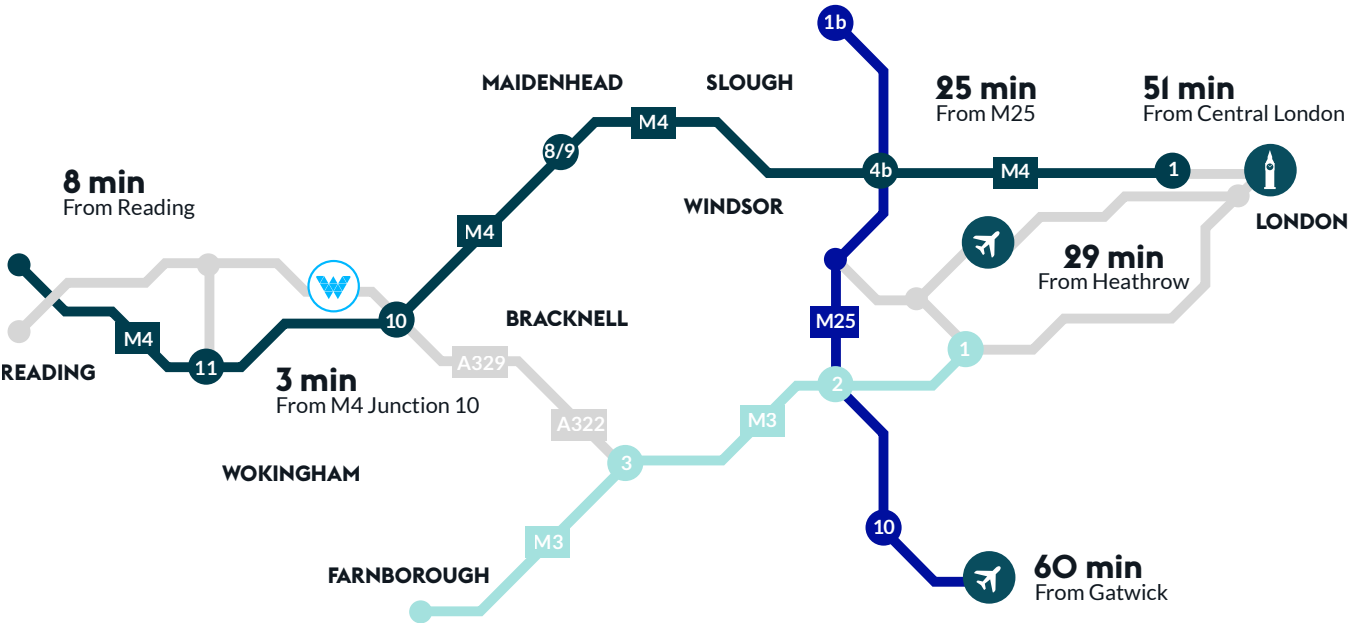 1b
MAIDENHEAD
SLOUGH
25 min
From M25
51 min
From Central London
M4
8/9
4b
M4
1
8 min
From Reading
WINDSOR
LONDON
M4
29 min
From Heathrow
W
10
BRACKNELL
M25
M4
11
READING
A329
1
3 min
From M4 Junction 10
2
A322
M3
WOKINGHAM
3
10
M3
FARNBOROUGH
60 min
From Gatwick